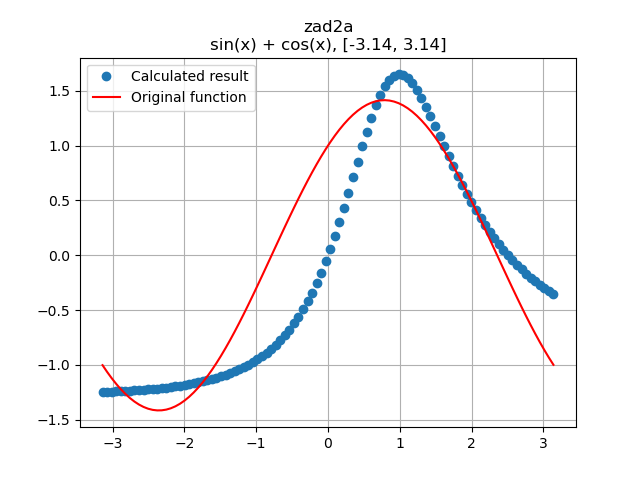 zad2a
sin(x) + cos(x), [-3.14, 3.14]
Calculated result
Original function
1.5
1.0
0.5
0.0
−0.5
−1.0
−1.5
−3 −2 −1 0 1 2 3